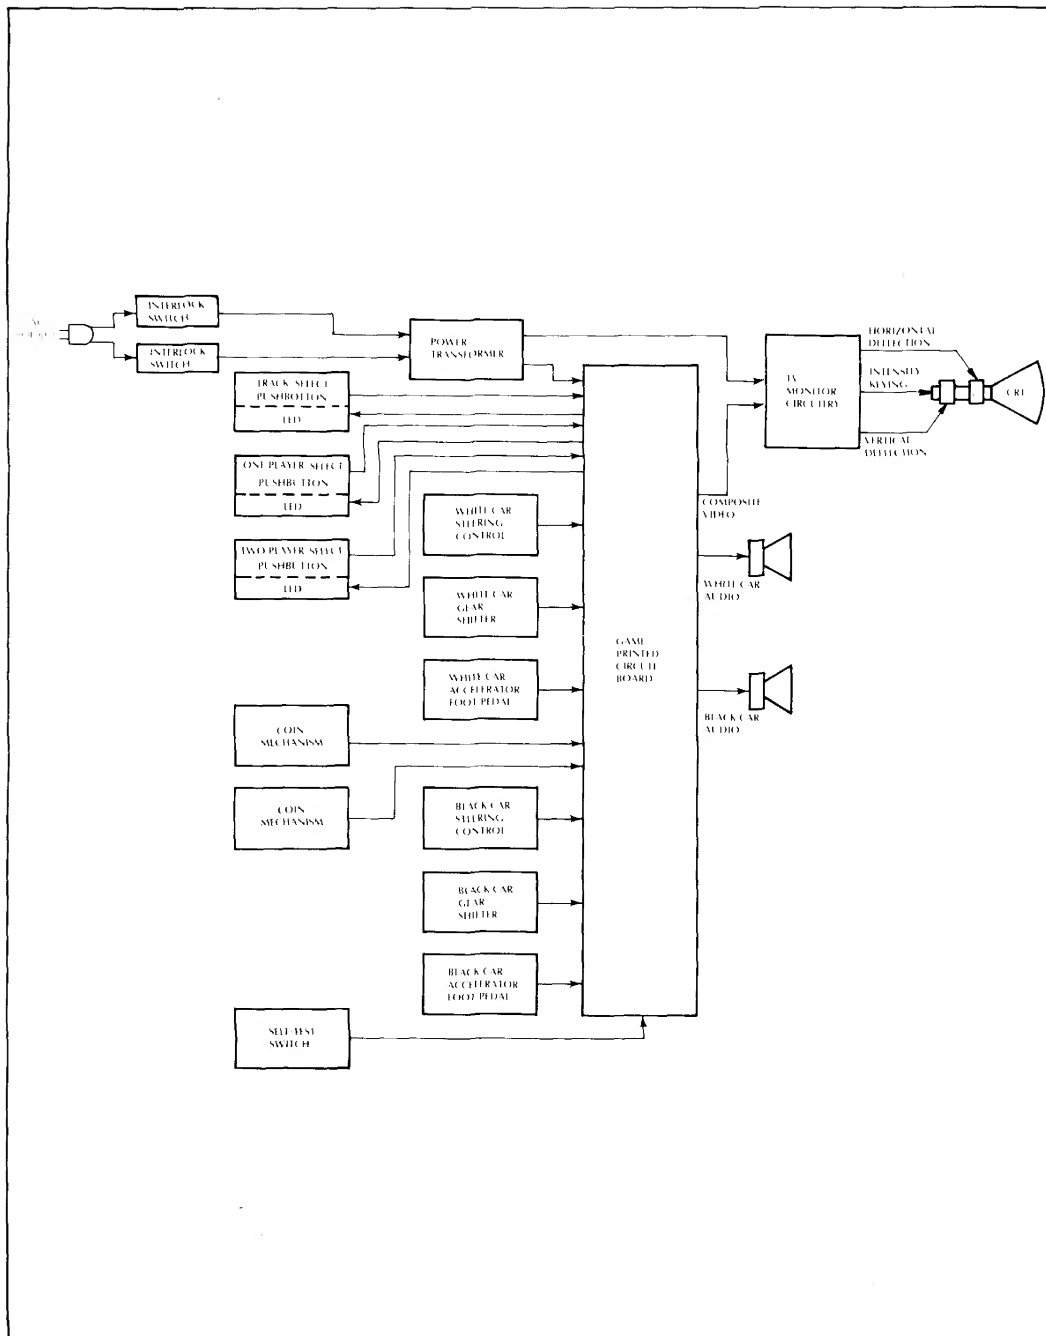 INTERLOCK
SWITCH
INTERLOCK
SWITCH
POWER
TRANSFORMER
TRACK SELECT
PUSHBUTTON
LED
ONE PLAYER SELECT
PUSHBUTTON
LED
TWO PLAYER SELECT
PUSHBUTTON
LED
WHITE CAR
STEERING
CONTROL
WHITE CAR
GEAR
SHIFTER
WHITE CAR
ACCELERATOR
FOOT PEDAL
COIN
MECHANISM
COIN
MECHANISM
BLACK CAR
STEERING
CONTROL
BLACK CAR
GEAR
SHIFTER
BLACK CAR
ACCELERATOR
FOOT PEDAL
SELF-TEST
SWITCH
GAME
PRINTED
CIRCUIT
BOARD
TV
MONITOR
CIRCUITRY
HORIZONTAL
DEFLECTION
INTENSITY
KEYING
VERTICAL
DEFLECTION
CRT
COMPOSITE
VIDEO
WHITE CAR
AUDIO
BLACK CAR
AUDIO